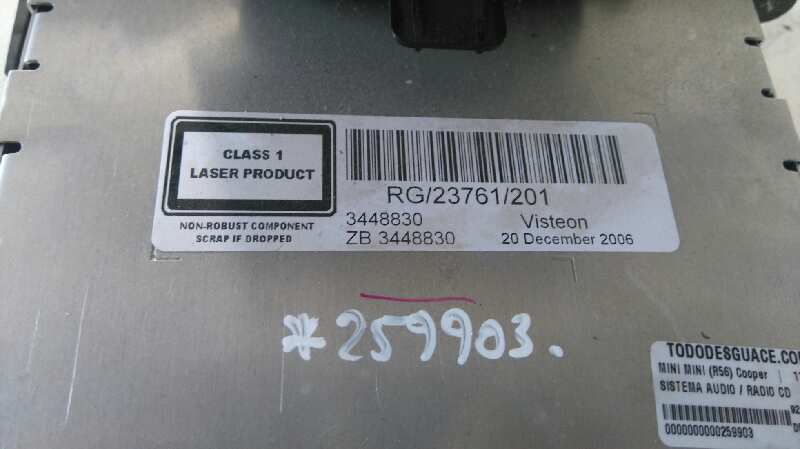 CLASS 1
LASER PRODUCT
NON-ROBUST COMPONENT
SCRAP IF DROPPED
RG/23761/201
3448830 Visteon
ZB 3448830 20 December 2006
*259903.
TODODESGUACE.CO
MINI MINI (R56) Cooper
SISTEMA AUDIO / RADIO CD
0000000000259903